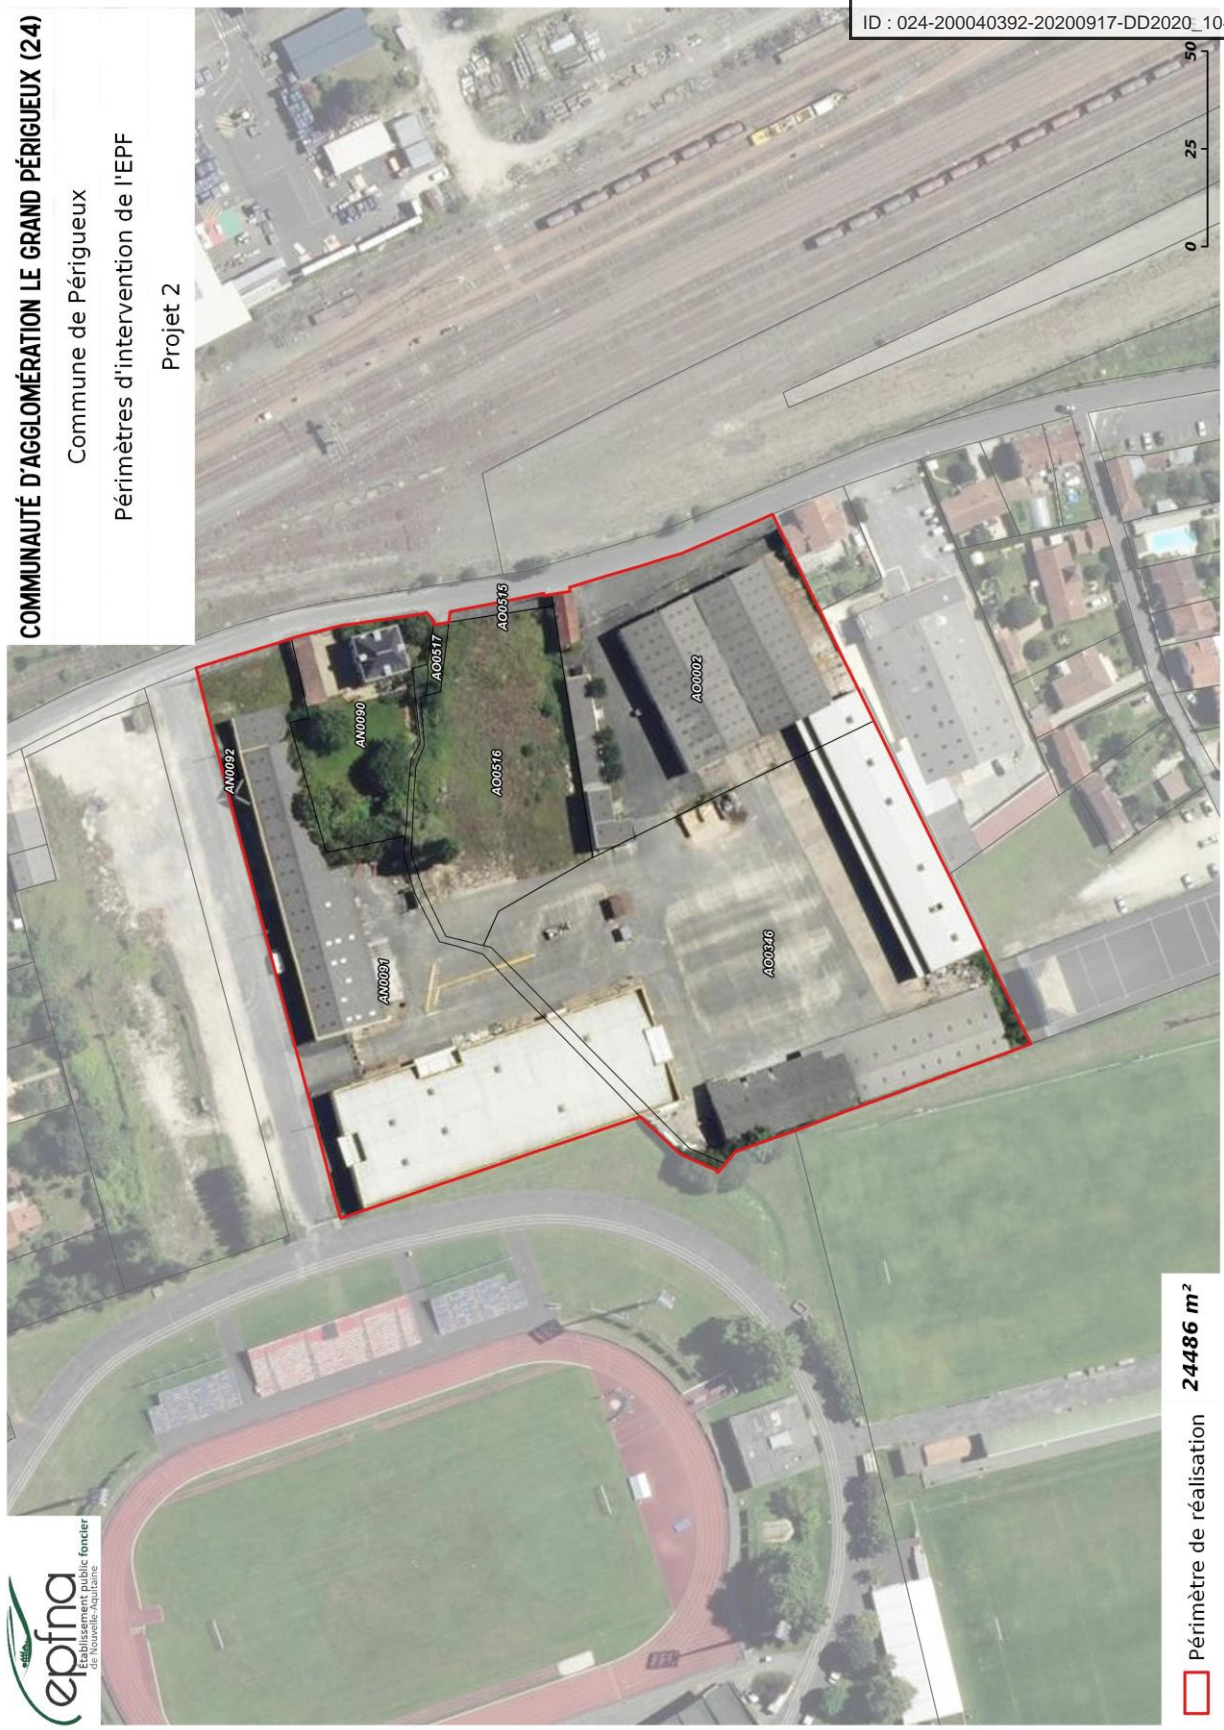 ID : 024-200040392-20200917-DD2020_10
COMMUNAUTÉ D'AGGLOMÉRATION LE GRAND PÉRIGUEUX (24)
Commune de Périgueux
Périmètres d'intervention de l'EPF
Projet 2
epfna
Établissement public foncier
de Nouvelle-Aquitaine
AN0092
AN0090
AO0517
AO0515
AO0516
AO0002
AN0091
AO0346
0 25 50
Périmètre de réalisation 24486 m²